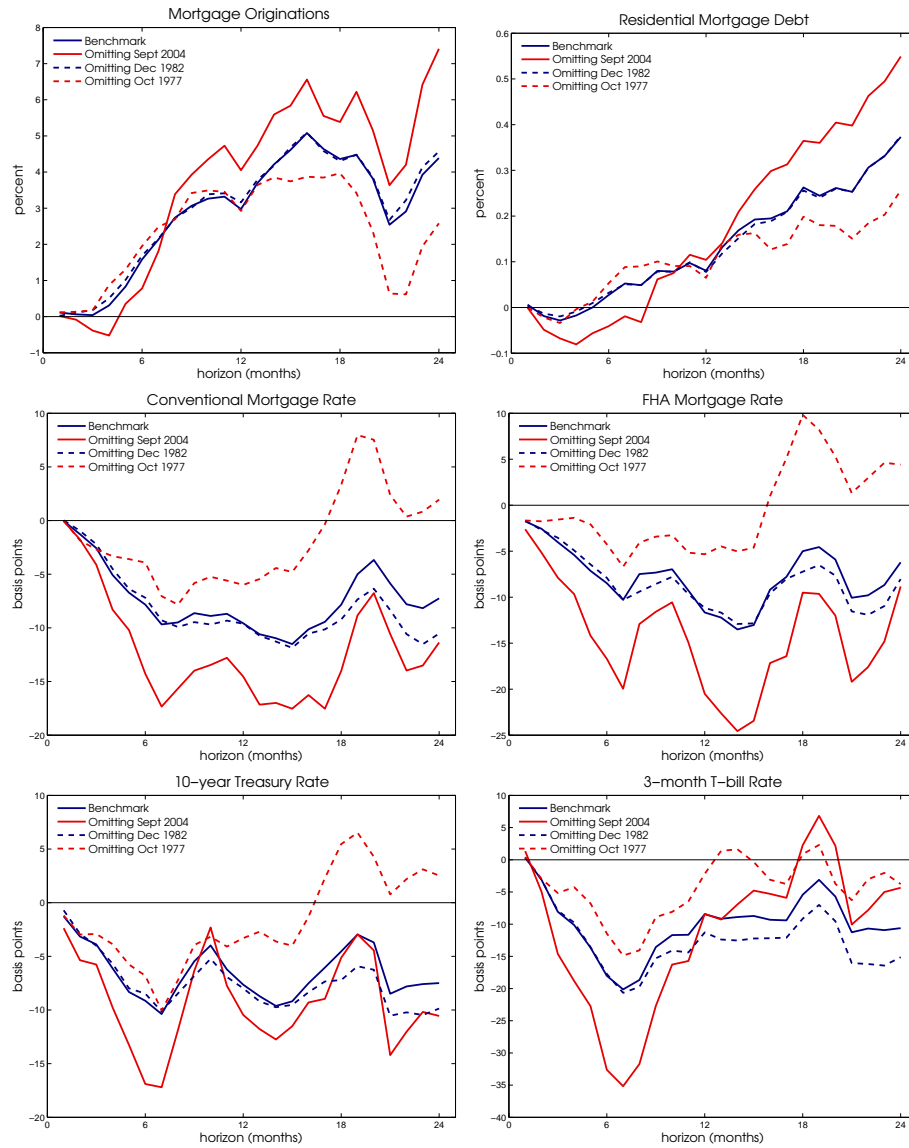 Mortgage Originations
8
7
6
5
4
3
2
1
0
−1
percent
Benchmark
Omitting Sept 2004
Omitting Dec 1982
Omitting Oct 1977
0 6 12 18 24
horizon (months)
Residential Mortgage Debt
0.6
0.5
0.4
0.3
0.2
0.1
0
−0.1
percent
Benchmark
Omitting Sept 2004
Omitting Dec 1982
Omitting Oct 1977
0 6 12 18 24
horizon (months)
Conventional Mortgage Rate
10
5
0
−5
−10
−15
−20
basis points
Benchmark
Omitting Sept 2004
Omitting Dec 1982
Omitting Oct 1977
0 6 12 18 24
horizon (months)
FHA Mortgage Rate
10
5
0
−5
−10
−15
−20
−25
basis points
Benchmark
Omitting Sept 2004
Omitting Dec 1982
Omitting Oct 1977
0 6 12 18 24
horizon (months)
10−year Treasury Rate
10
5
0
−5
−10
−15
−20
basis points
Benchmark
Omitting Sept 2004
Omitting Dec 1982
Omitting Oct 1977
0 6 12 18 24
horizon (months)
3−month T−bill Rate
10
5
0
−5
−10
−15
−20
−25
−30
−35
−40
basis points
Benchmark
Omitting Sept 2004
Omitting Dec 1982
Omitting Oct 1977
0 6 12 18 24
horizon (months)